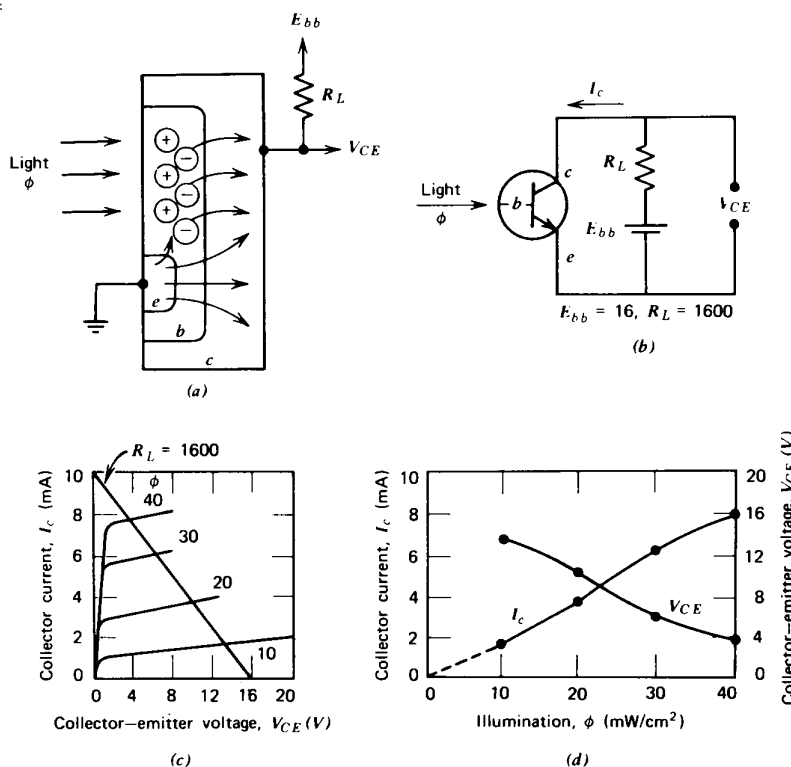 E_bb
R_L
V_CE
Light
ϕ
e
b
c
(a)
I_c
c
R_L
Light
ϕ
b
V_CE
E_bb
e
E_bb = 16, R_L = 1600
(b)
R_L = 1600
10
8
6
4
2
0
Collector current, I_c (mA)
ϕ
40
30
20
10
0 4 8 12 16 20
Collector–emitter voltage, V_CE (V)
(c)
10
8
6
4
2
0
Collector current, I_c (mA)
I_c
V_CE
20
16
12
8
4
0
Collector–emitter voltage, V_CE (V)
0 10 20 30 40
Illumination, ϕ (mW/cm²)
(d)